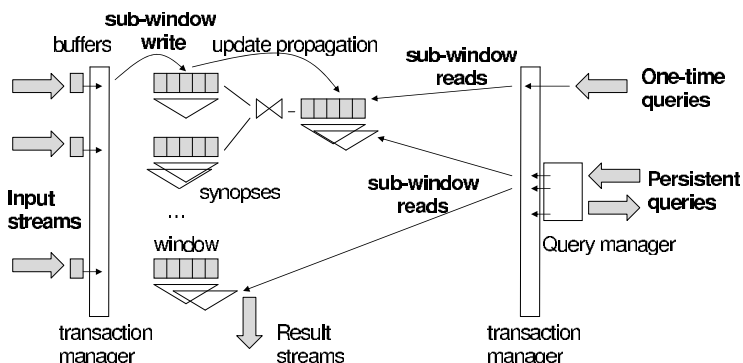 sub-window
write
buffers
update propagation
sub-window
reads
One-time
queries
synopses
sub-window
reads
Persistent
queries
Input
streams
...
window
Query manager
transaction
manager
Result
streams
transaction
manager